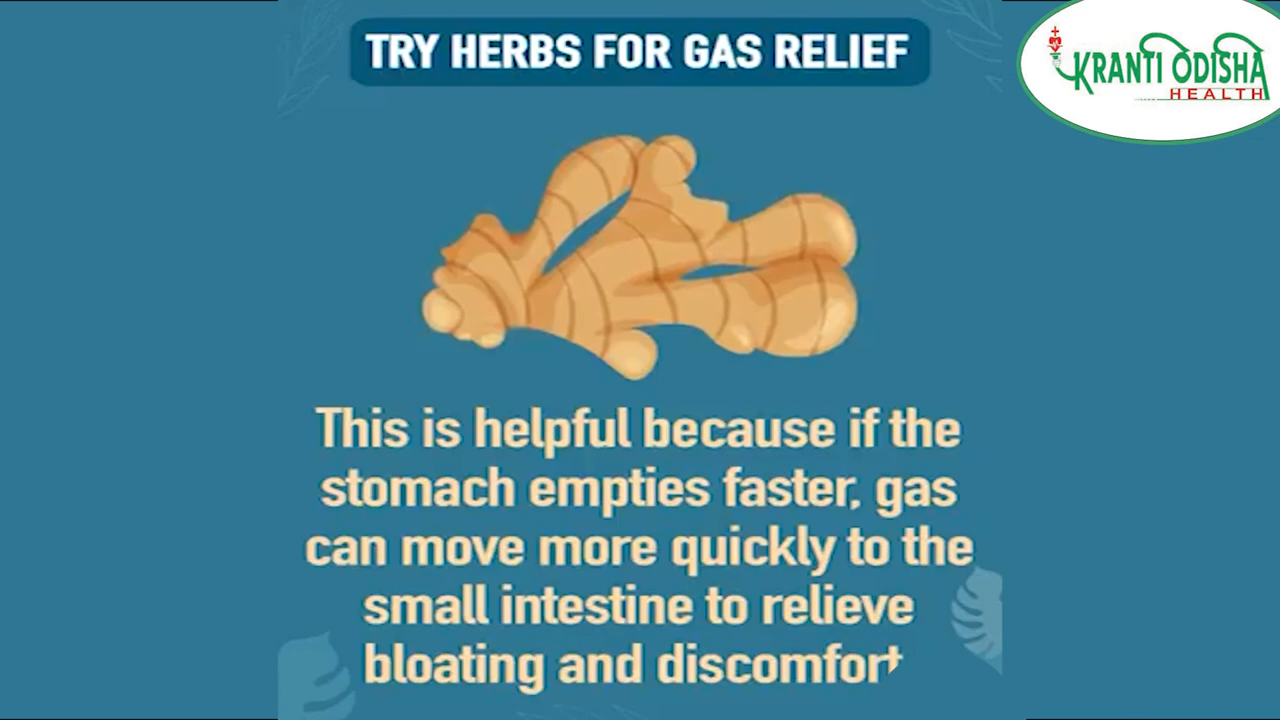 TRY HERBS FOR GAS RELIEF
KRANTI ODISHA
HEALTH
This is helpful because if the
stomach empties faster, gas
can move more quickly to the
small intestine to relieve
bloating and discomfort